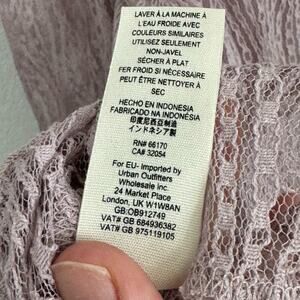 LAVER À LA MACHINE À
L'EAU FROIDE AVEC
COULEURS SIMILAIRES
UTILISEZ SEULEMENT
NON-JAVEL
SÉCHER À PLAT
FER FROID SI NÉCESSAIRE
PEUT ÊTRE NETTOYER À
SEC
HECHO EN INDONESIA
FABRICADO NA INDONÉSIA
印度尼西亞制造
インドネシア製
RN# 66170
CA# 32054
For EU- Imported by
Urban Outfitters
Wholesale Inc.
24 Market Place
London, UK W1W8AN
GB:OB912749
VAT# GB 684936382
VAT# GB 975119105